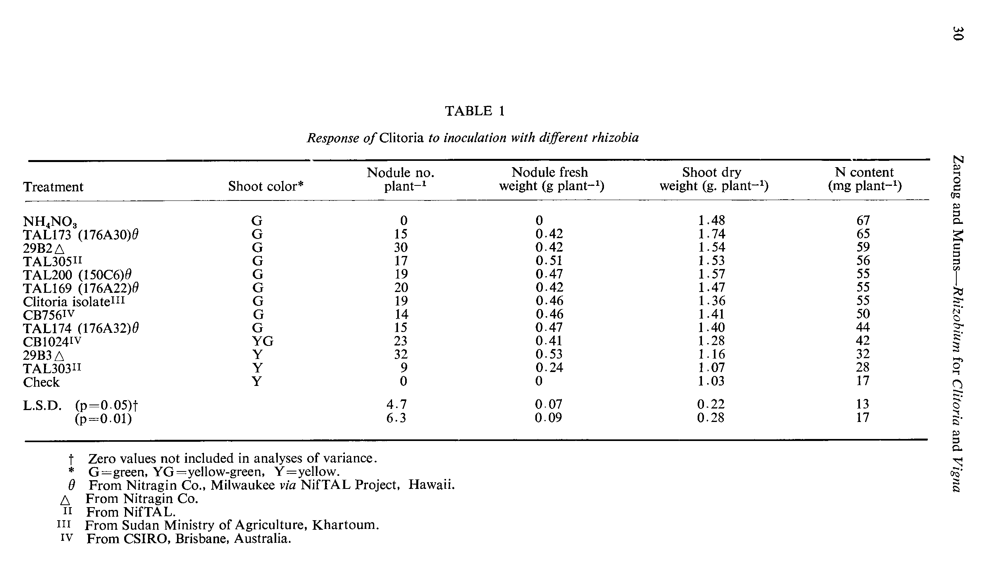 30
TABLE 1
Response of Clitoria to inoculation with different rhizobia
Treatment Shoot color* Nodule no. plant–¹ Nodule fresh weight (g plant–¹) Shoot dry weight (g. plant–¹) N content (mg plant–¹)
NH₄NO₃ G 0 0 1.48 67
TAL173 (176A30)θ G 15 0.42 1.74 65
29B2△ G 30 0.42 1.54 59
TAL305II G 17 0.51 1.53 56
TAL200 (150C6)θ G 19 0.47 1.57 55
TAL169 (176A22)θ G 20 0.42 1.47 55
Clitoria isolateIII G 19 0.46 1.36 55
CB756IV G 14 0.46 1.41 50
TAL174 (176A32)θ G 15 0.47 1.40 44
CB1024IV YG 23 0.41 1.28 42
29B3△ Y 32 0.53 1.16 32
TAL303II Y 9 0.24 1.07 28
Check Y 0 0 1.03 17
L.S.D. (p=0.05)† 4.7 0.07 0.22 13
(p=0.01) 6.3 0.09 0.28 17
† Zero values not included in analyses of variance.
* G=green, YG=yellow-green, Y=yellow.
θ From Nitragin Co., Milwaukee via NifTAL Project, Hawaii.
△ From Nitragin Co.
II From NifTAL.
III From Sudan Ministry of Agriculture, Khartoum.
IV From CSIRO, Brisbane, Australia.
Zaroug and Munns—Rhizobium for Clitoria and Vigna